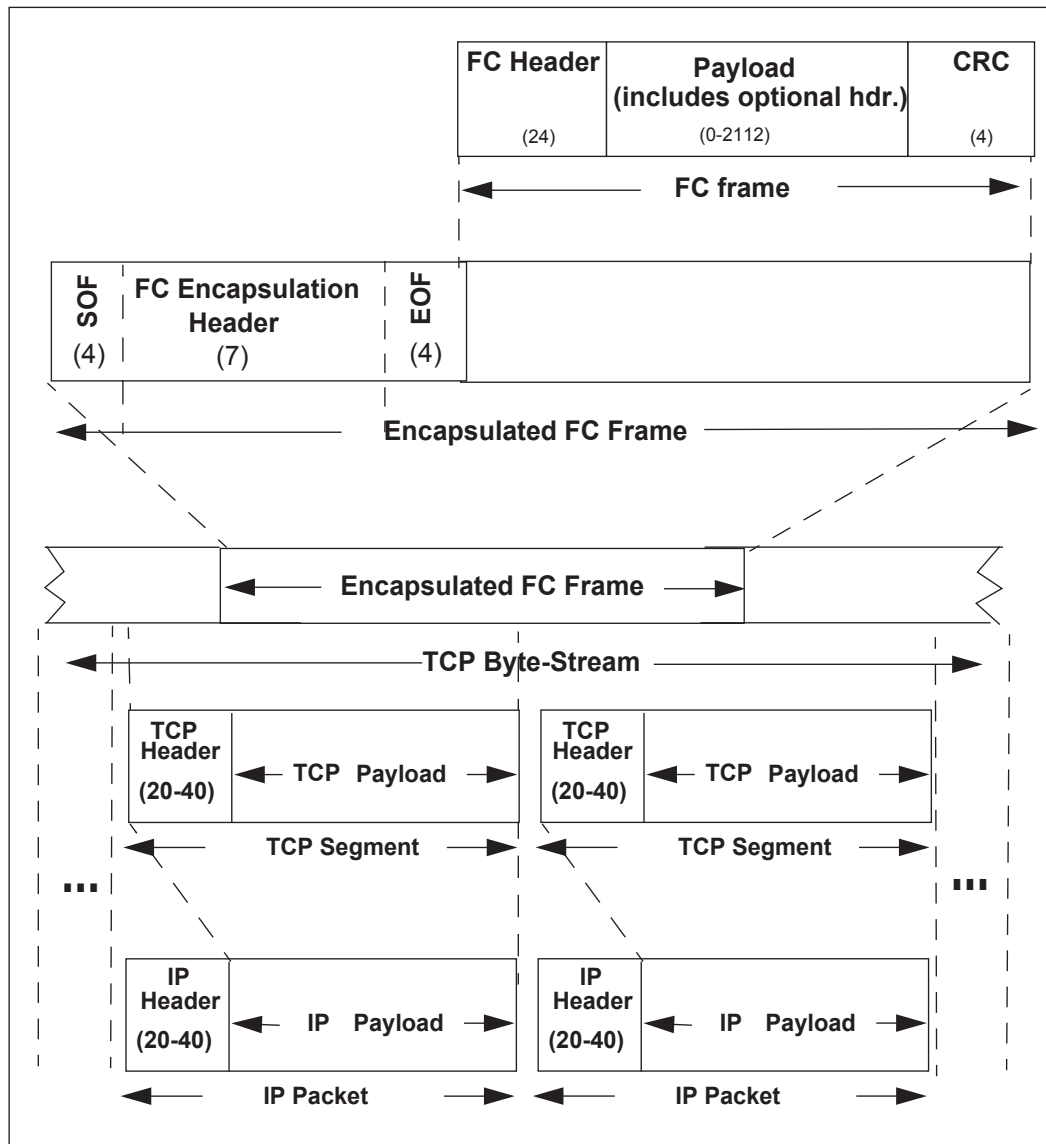 FC Header
Payload
(includes optional hdr.)
CRC
(24)
(0-2112)
(4)
FC frame
SOF
(4)
FC Encapsulation
Header
(7)
EOF
(4)
Encapsulated FC Frame
Encapsulated FC Frame
TCP Byte-Stream
TCP
Header
(20-40)
TCP Payload
TCP
Header
(20-40)
TCP Payload
TCP Segment
TCP Segment
...
...
IP
Header
(20-40)
IP Payload
IP
Header
(20-40)
IP Payload
IP Packet
IP Packet